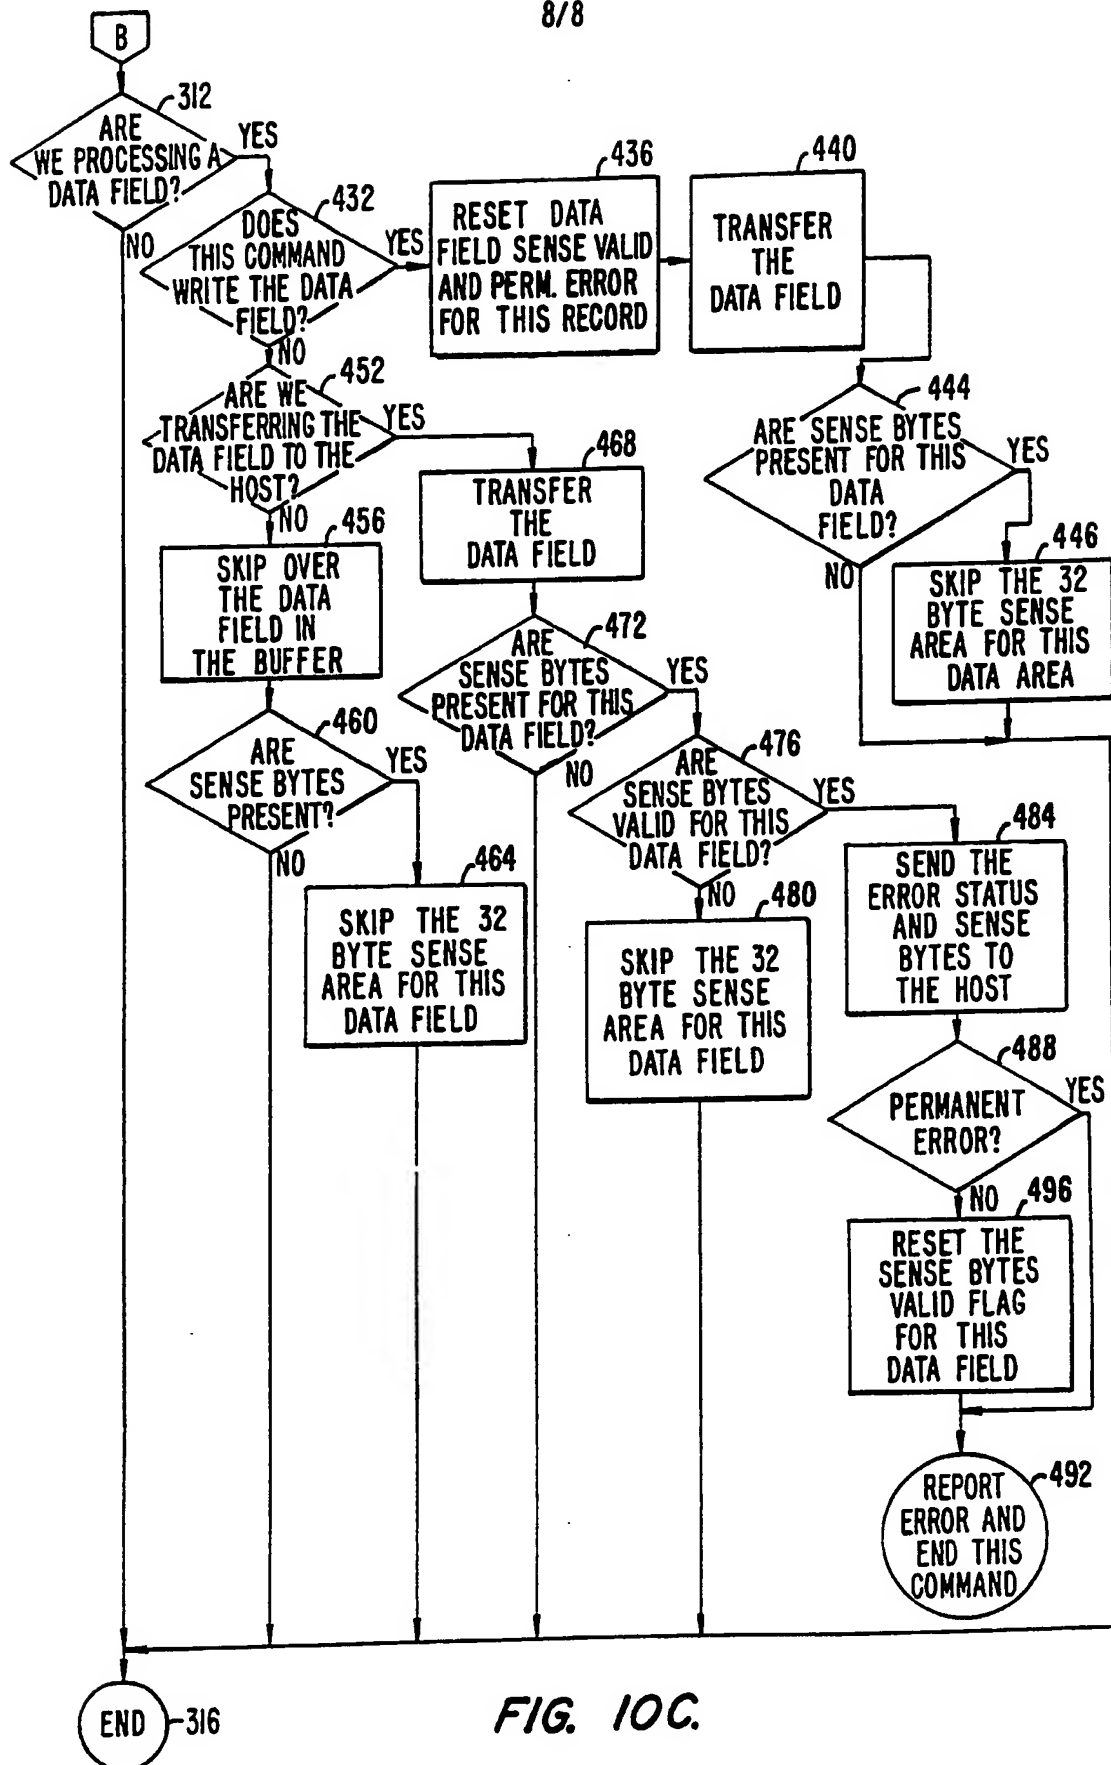 8/8
B
312
ARE
WE PROCESSING A
DATA FIELD?
YES
NO
432
DOES
THIS COMMAND
WRITE THE DATA
FIELD?
YES
NO
436
RESET DATA
FIELD SENSE VALID
AND PERM. ERROR
FOR THIS RECORD
440
TRANSFER
THE
DATA FIELD
444
ARE SENSE BYTES
PRESENT FOR THIS
DATA
FIELD?
YES
NO
446
SKIP THE 32
BYTE SENSE
AREA FOR THIS
DATA AREA
452
ARE WE
TRANSFERRING THE
DATA FIELD TO THE
HOST?
YES
NO
456
SKIP OVER
THE DATA
FIELD IN
THE BUFFER
460
ARE
SENSE BYTES
PRESENT?
YES
NO
464
SKIP THE 32
BYTE SENSE
AREA FOR THIS
DATA FIELD
468
TRANSFER
THE
DATA FIELD
472
ARE
SENSE BYTES
PRESENT FOR THIS
DATA FIELD?
YES
NO
476
ARE
SENSE BYTES
VALID FOR THIS
DATA FIELD?
YES
NO
480
SKIP THE 32
BYTE SENSE
AREA FOR THIS
DATA FIELD
484
SEND THE
ERROR STATUS
AND SENSE
BYTES TO
THE HOST
488
PERMANENT
ERROR?
YES
NO
496
RESET THE
SENSE BYTES
VALID FLAG
FOR THIS
DATA FIELD
492
REPORT
ERROR AND
END THIS
COMMAND
END
316
FIG. 10C.